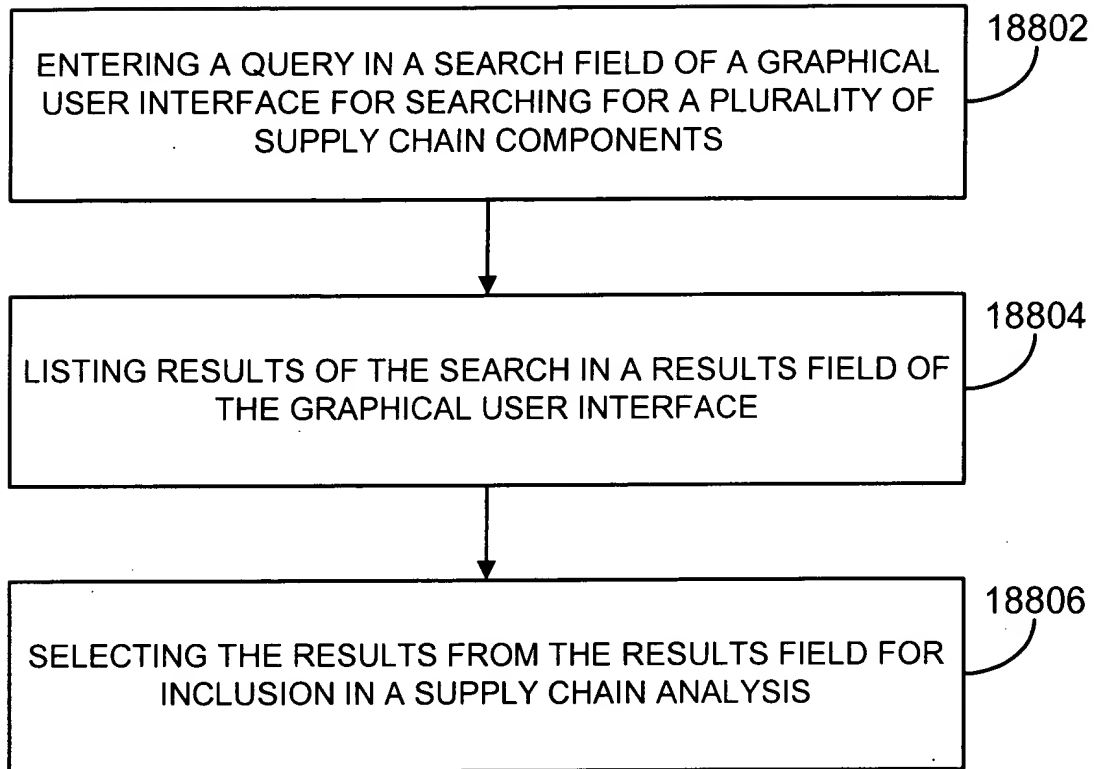 18802
ENTERING A QUERY IN A SEARCH FIELD OF A GRAPHICAL
USER INTERFACE FOR SEARCHING FOR A PLURALITY OF
SUPPLY CHAIN COMPONENTS
18804
LISTING RESULTS OF THE SEARCH IN A RESULTS FIELD OF
THE GRAPHICAL USER INTERFACE
18806
SELECTING THE RESULTS FROM THE RESULTS FIELD FOR
INCLUSION IN A SUPPLY CHAIN ANALYSIS